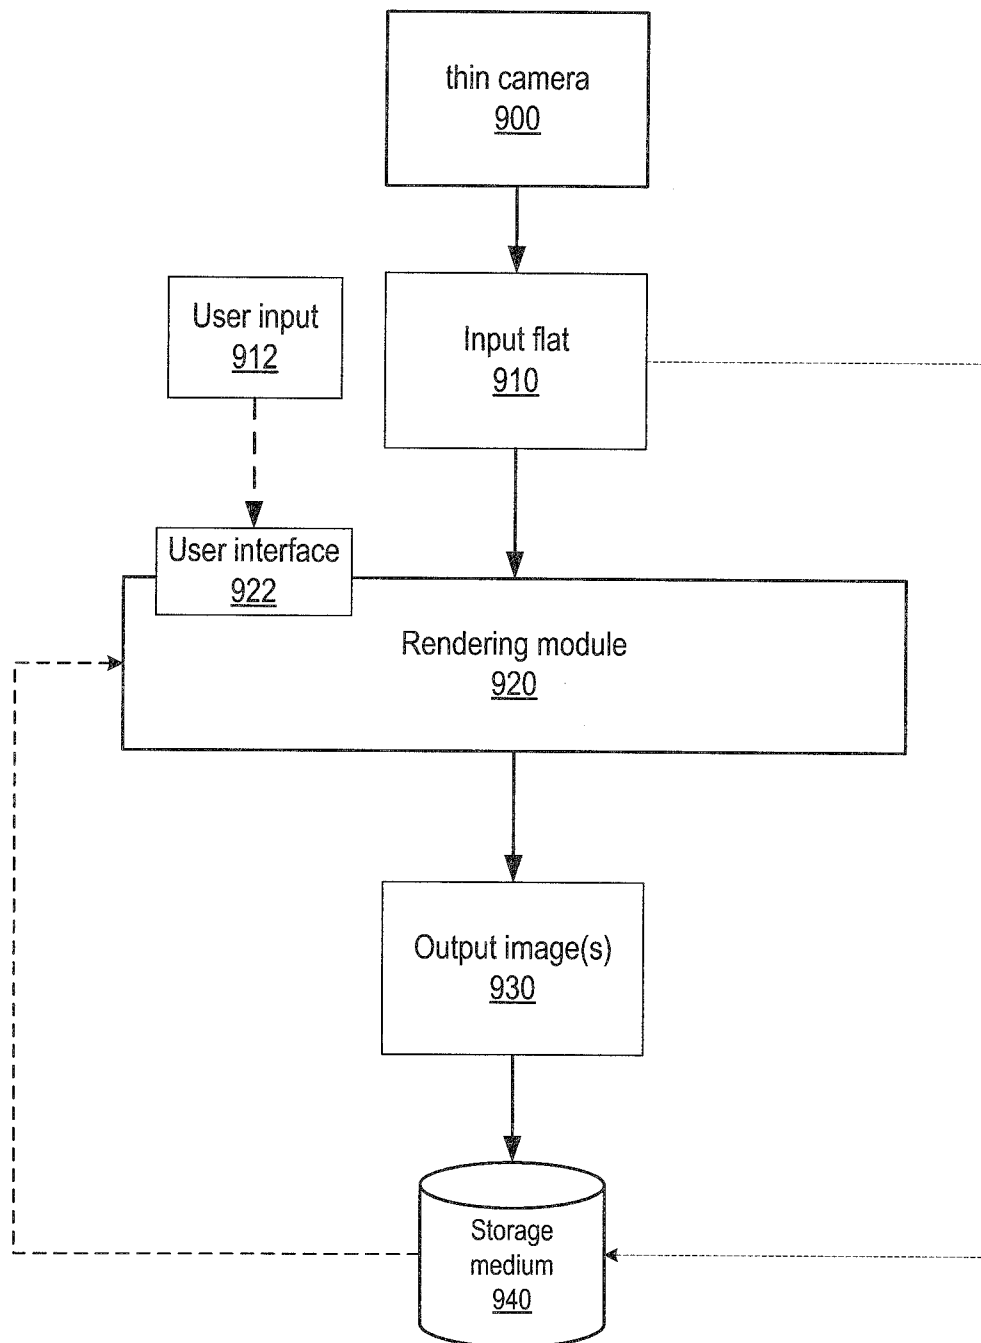 thin camera
900
User input
912
Input flat
910
User interface
922
Rendering module
920
Output image(s)
930
Storage
medium
940